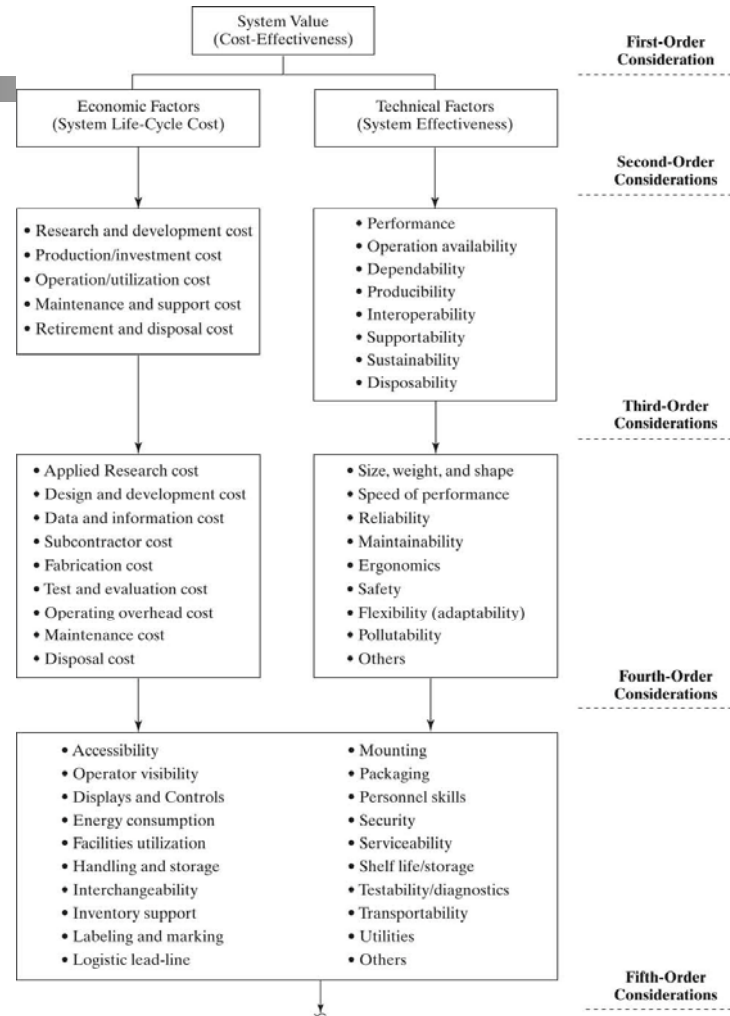 System Value
(Cost-Effectiveness)
First-Order
Consideration
Economic Factors
(System Life-Cycle Cost)
Technical Factors
(System Effectiveness)
Second-Order
Considerations
• Research and development cost
• Production/investment cost
• Operation/utilization cost
• Maintenance and support cost
• Retirement and disposal cost
• Performance
• Operation availability
• Dependability
• Producibility
• Interoperability
• Supportability
• Sustainability
• Disposability
Third-Order
Considerations
• Applied Research cost
• Design and development cost
• Data and information cost
• Subcontractor cost
• Fabrication cost
• Test and evaluation cost
• Operating overhead cost
• Maintenance cost
• Disposal cost
• Size, weight, and shape
• Speed of performance
• Reliability
• Maintainability
• Ergonomics
• Safety
• Flexibility (adaptability)
• Pollutability
• Others
Fourth-Order
Considerations
• Accessibility
• Operator visibility
• Displays and Controls
• Energy consumption
• Facilities utilization
• Handling and storage
• Interchangeability
• Inventory support
• Labeling and marking
• Logistic lead-line
• Mounting
• Packaging
• Personnel skills
• Security
• Serviceability
• Shelf life/storage
• Testability/diagnostics
• Transportability
• Utilities
• Others
Fifth-Order
Considerations